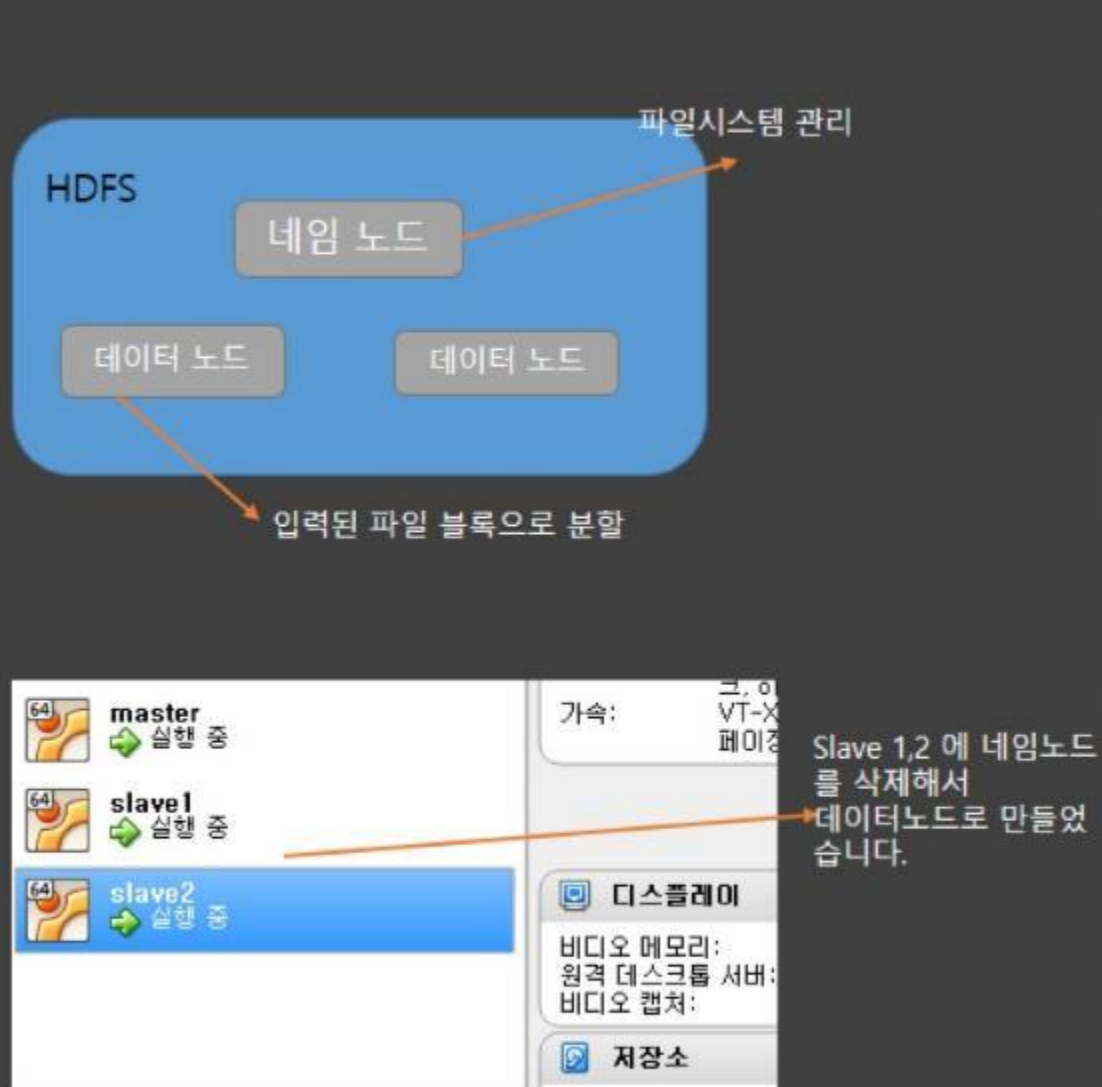 파일시스템 관리
HDFS
네임 노드
데이터 노드
데이터 노드
입력된 파일 블록으로 분할
64
master
실행 중
64
slave1
실행 중
64
slave2
실행 중
가속:
VT-X
디스플레이
비디오 메모리:
원격 데스크톱 서버:
비디오 캡처:
저장소
Slave 1,2 에 네임노드
를 삭제해서
데이터노드로 만들었
습니다.